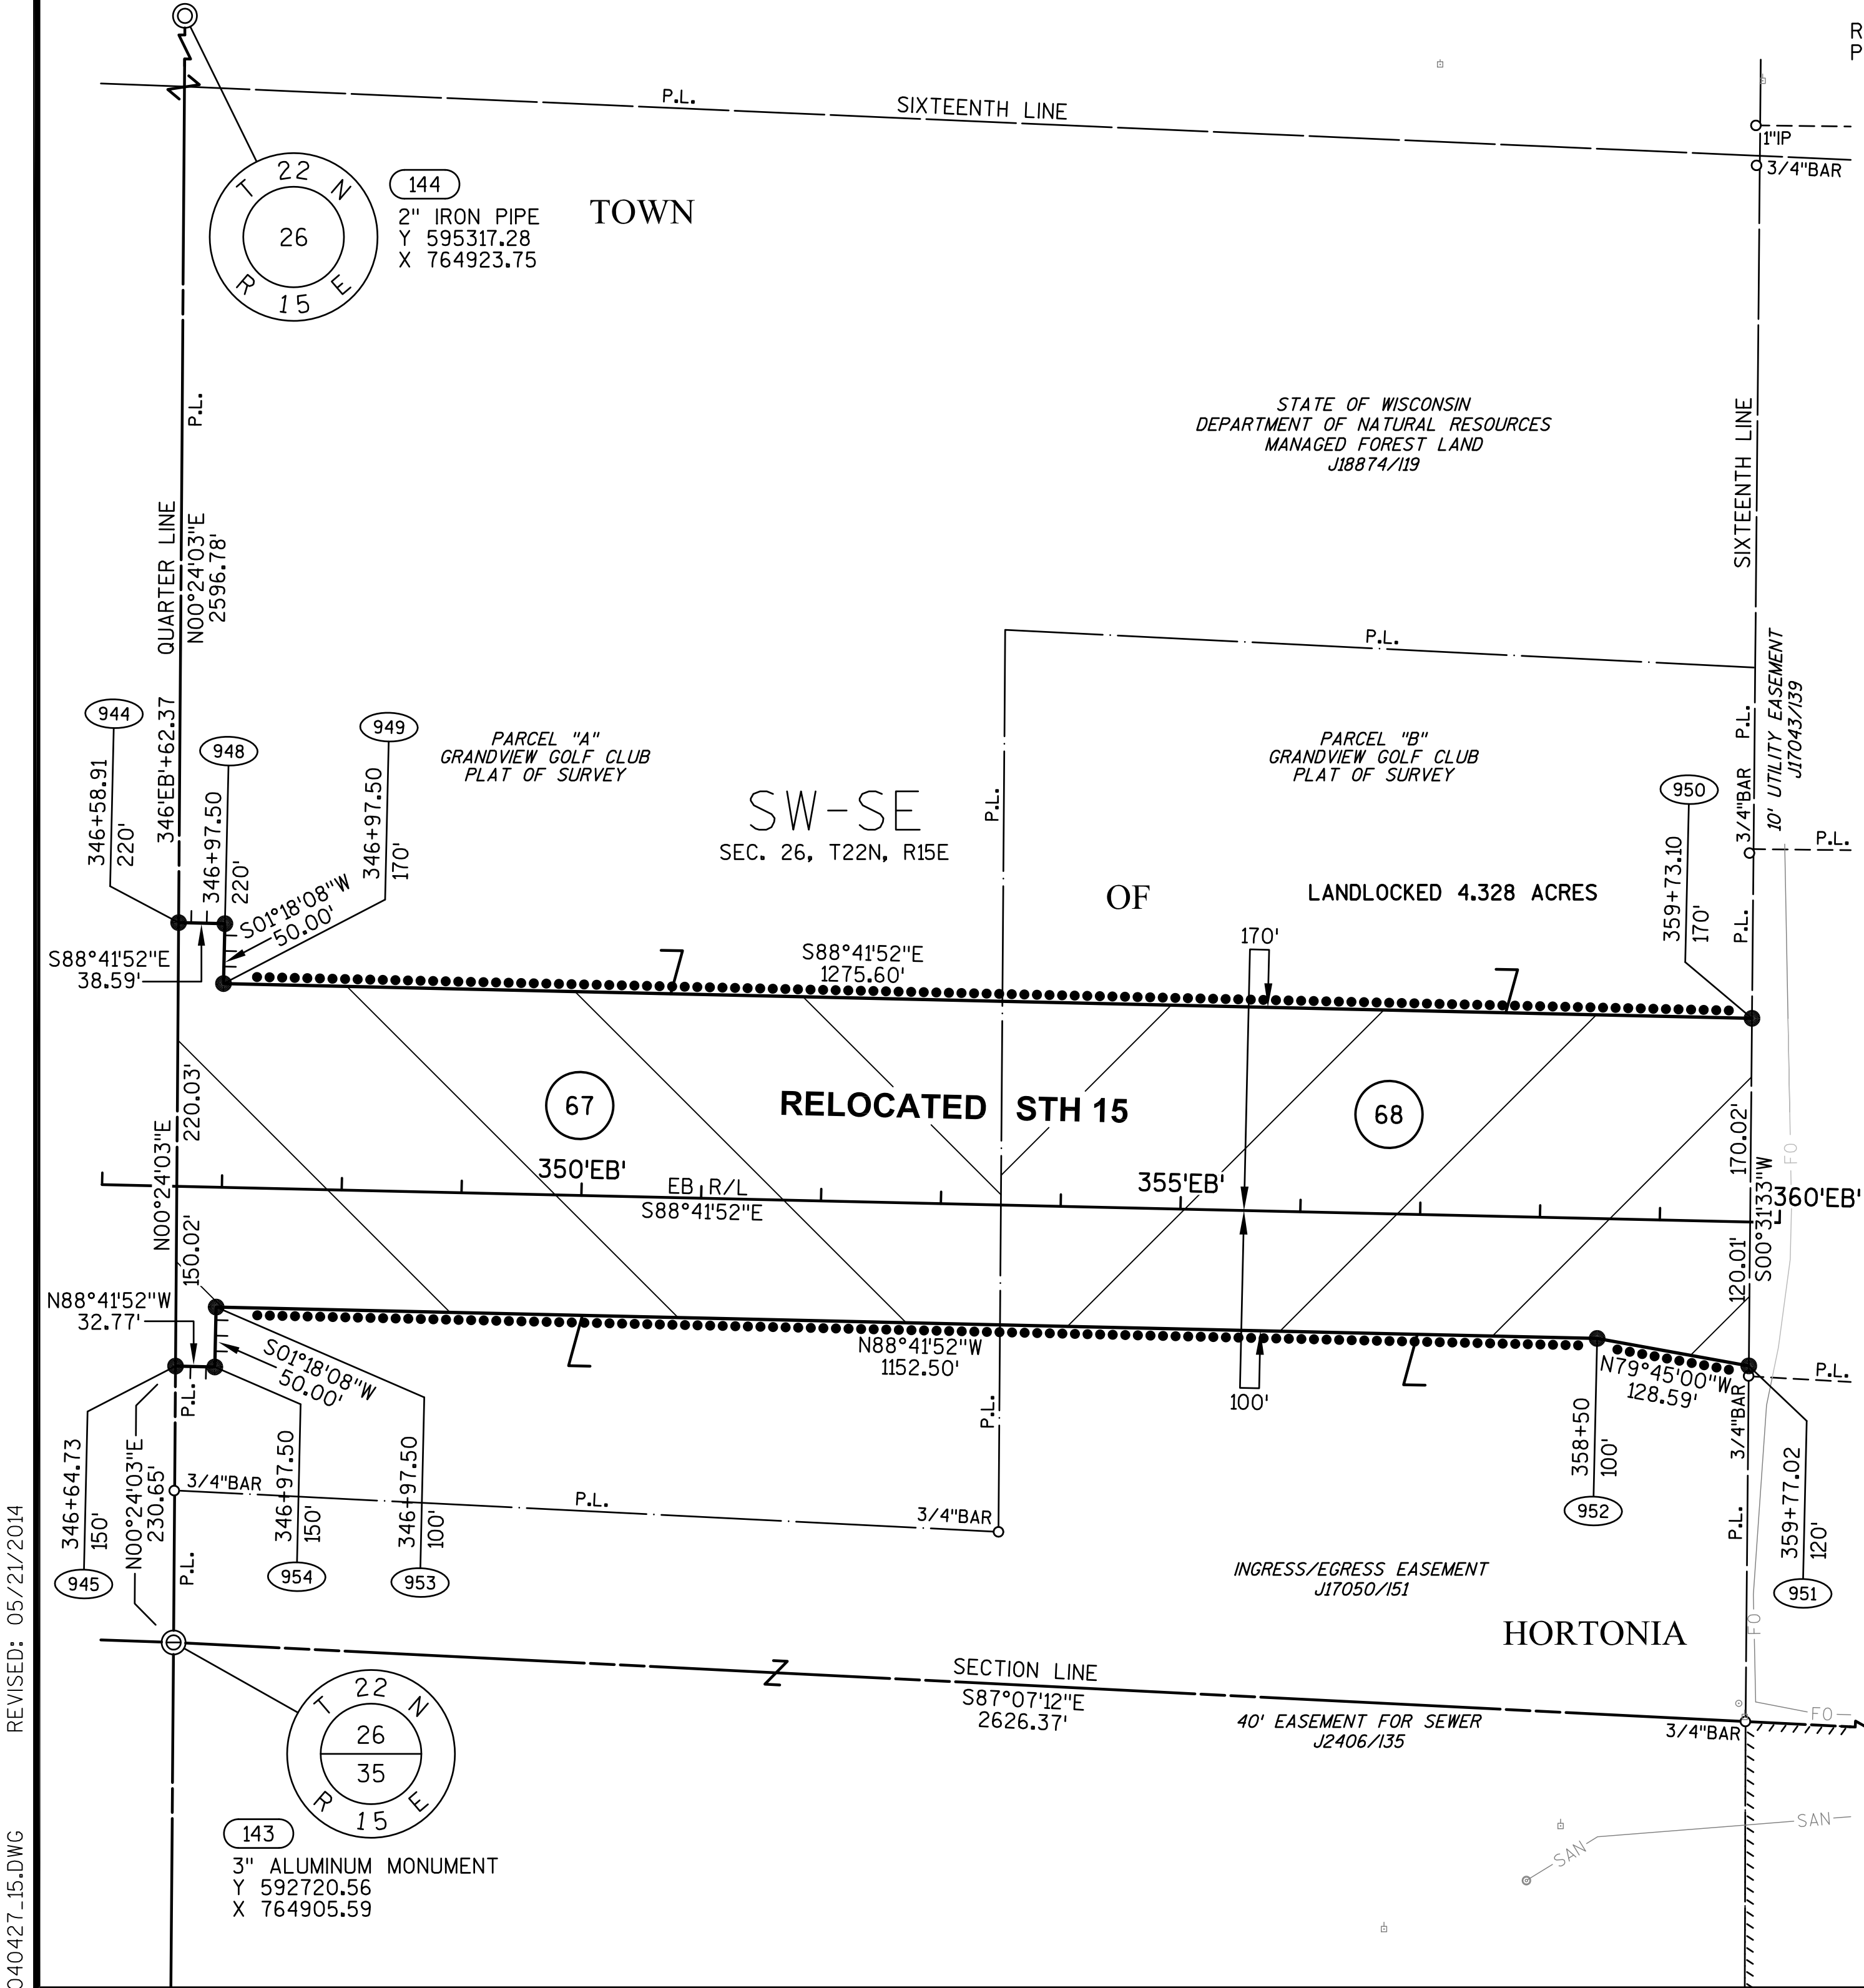 R
P
P.L.
SIXTEENTH LINE
1"IP
3/4"BAR
T 22 N
26
R 15 E
144
2" IRON PIPE
Y 595317.28
X 764923.75
TOWN
P.L.
QUARTER LINE
N00°24'03"E
2596.78'
346'EB'+62.37
STATE OF WISCONSIN
DEPARTMENT OF NATURAL RESOURCES
MANAGED FOREST LAND
J18874/I19
SIXTEENTH LINE
P.L.
10' UTILITY EASEMENT
J17043/I39
P.L.
3/4"BAR
P.L.
P.L.
944
346+58.91
220'
948
346+97.50
220'
949
346+97.50
170'
S01°18'08"W
50.00'
S88°41'52"E
38.59'
PARCEL "A"
GRANDVIEW GOLF CLUB
PLAT OF SURVEY
PARCEL "B"
GRANDVIEW GOLF CLUB
PLAT OF SURVEY
SW-SE
SEC. 26, T22N, R15E
P.L.
OF
LANDLOCKED 4.328 ACRES
950
359+73.10
170'
S88°41'52"E
1275.60'
170'
67
RELOCATED STH 15
68
220.03'
N00°24'03"E
150.02'
350'EB'
EB R/L
S88°41'52"E
355'EB'
360'EB'
170.02'
S00°31'33"W
120.01'
FO
N88°41'52"W
32.77'
S01°18'08"W
50.00'
N88°41'52"W
1152.50'
100'
N79°45'00"W
128.59'
P.L.
3/4"BAR
P.L.
P.L.
P.L.
346+64.73
150'
945
N00°24'03"E
230.65'
P.L.
346+97.50
150'
954
346+97.50
100'
953
3/4"BAR
P.L.
3/4"BAR
358+50
100'
952
359+77.02
120'
951
INGRESS/EGRESS EASEMENT
J17050/I51
HORTONIA
FO
SECTION LINE
S87°07'12"E
2626.37'
40' EASEMENT FOR SEWER
J2406/I35
3/4"BAR
FO
T 22 N
26
35
R 15 E
143
3" ALUMINUM MONUMENT
Y 592720.56
X 764905.59
SAN
SAN
REVISED: 05/21/2014
040427_15.DWG